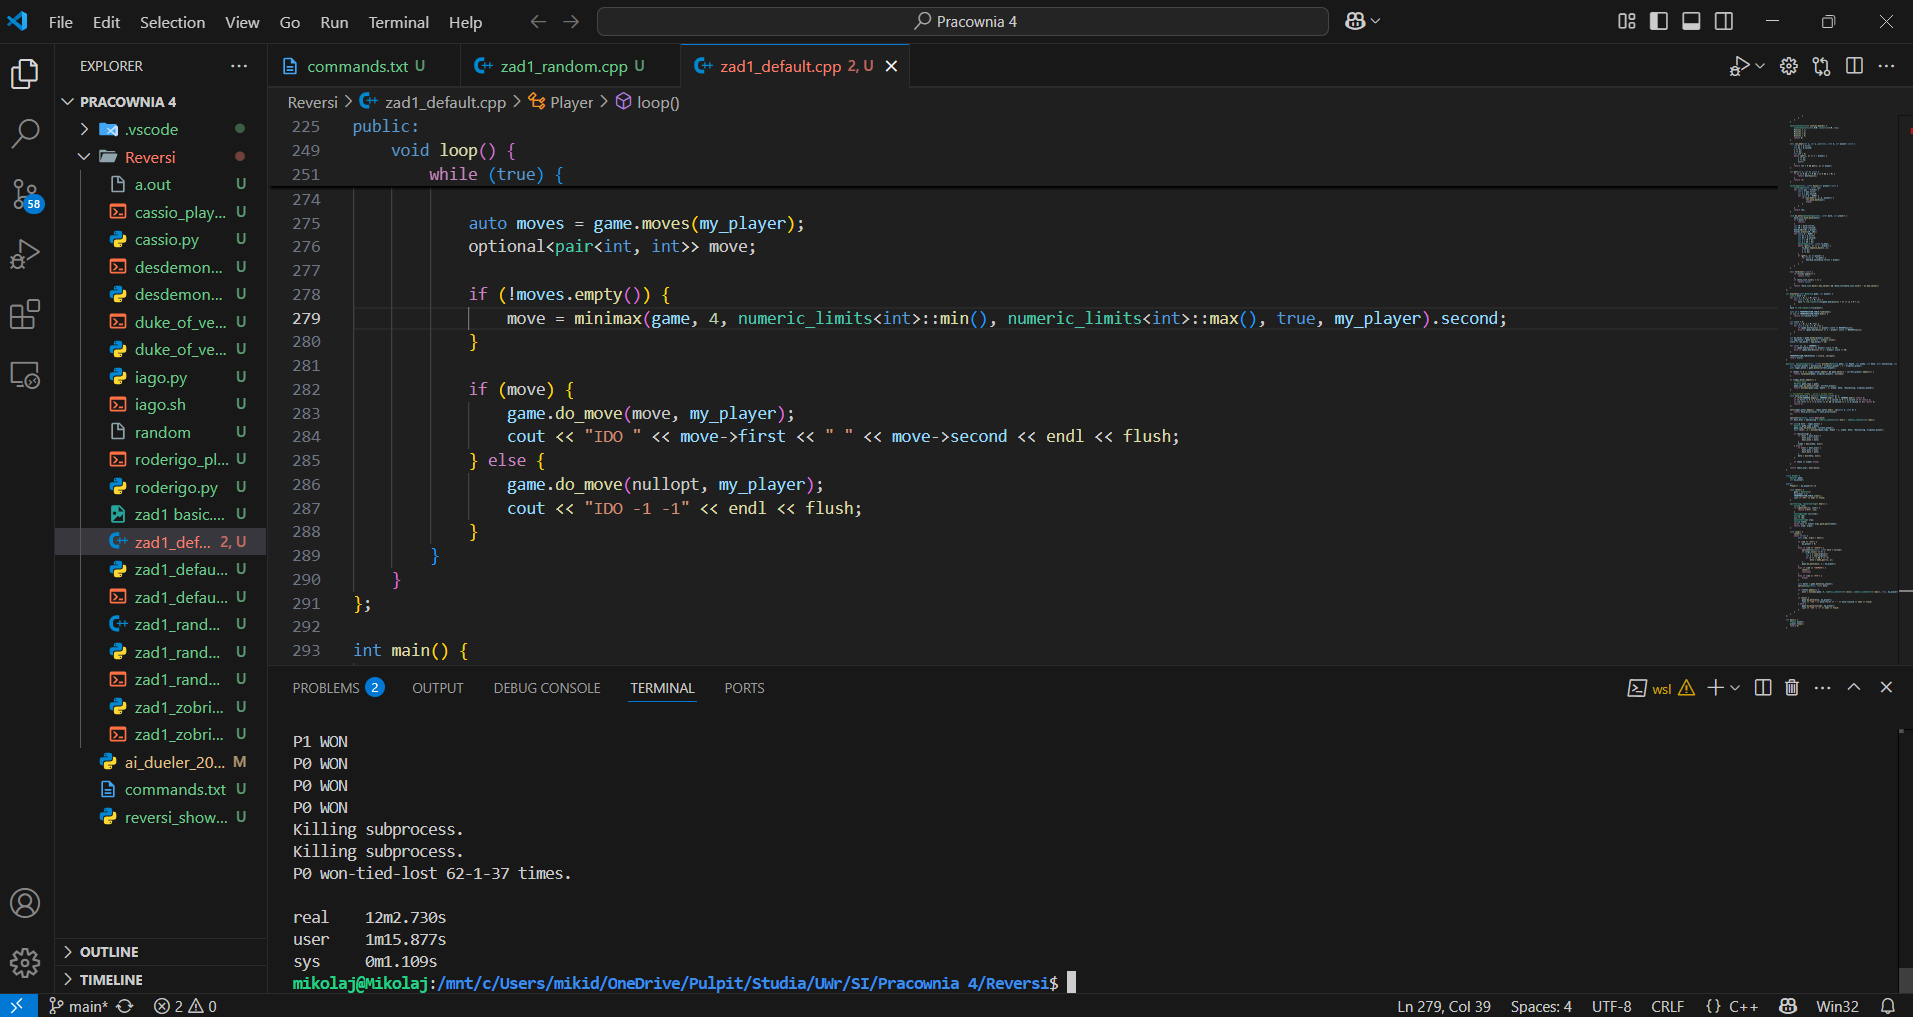 File Edit Selection View Go Run Terminal Help
Pracownia 4
EXPLORER
PRACOWNIA 4
.vscode
Reversi
a.out U
cassio_play... U
cassio.py U
desdemon... U
desdemon... U
duke_of_ve... U
duke_of_ve... U
iago.py U
iago.sh U
random U
roderigo_pl... U
roderigo.py U
zad1 basic.... U
zad1_def... 2, U
zad1_defau... U
zad1_defau... U
zad1_rand... U
zad1_rand... U
zad1_rand... U
zad1_zobri... U
zad1_zobri... U
ai_dueler_20... M
commands.txt U
reversi_show... U
OUTLINE
TIMELINE
58
commands.txt U
zad1_random.cpp U
zad1_default.cpp 2, U
Reversi > zad1_default.cpp > Player > loop()
225 public:
249 void loop() {
251 while (true) {
274
275 auto moves = game.moves(my_player);
276 optional<pair<int, int>> move;
277
278 if (!moves.empty()) {
279 move = minimax(game, 4, numeric_limits<int>::min(), numeric_limits<int>::max(), true, my_player).second;
280 }
281
282 if (move) {
283 game.do_move(move, my_player);
284 cout << "IDO " << move->first << " " << move->second << endl << flush;
285 } else {
286 game.do_move(nullopt, my_player);
287 cout << "IDO -1 -1" << endl << flush;
288 }
289 }
290 }
291 };
292
293 int main() {
PROBLEMS 2 OUTPUT DEBUG CONSOLE TERMINAL PORTS
wsl
P1 WON
P0 WON
P0 WON
P0 WON
Killing subprocess.
Killing subprocess.
P0 won-tied-lost 62-1-37 times.
real 12m2.730s
user 1m15.877s
sys 0m1.109s
mikolaj@Mikolaj:/mnt/c/Users/mikid/OneDrive/Pulpit/Studia/UWr/SI/Pracownia 4/Reversi$
main* 2 0
Ln 279, Col 39 Spaces: 4 UTF-8 CRLF {} C++ Win32